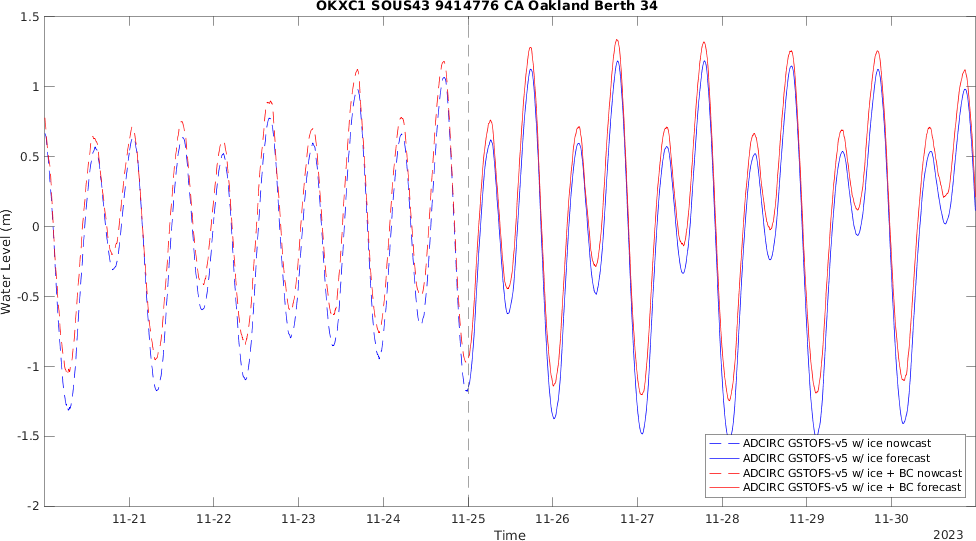 OKXC1 SOUS43 9414776 CA Oakland Berth 34
1.5
1
0.5
0
-0.5
-1
-1.5
-2
Water Level (m)
ADCIRC GSTOFS-v5 w/ ice nowcast
ADCIRC GSTOFS-v5 w/ ice forecast
ADCIRC GSTOFS-v5 w/ ice + BC nowcast
ADCIRC GSTOFS-v5 w/ ice + BC forecast
11-21 11-22 11-23 11-24 11-25 11-26 11-27 11-28 11-29 11-30
Time
2023